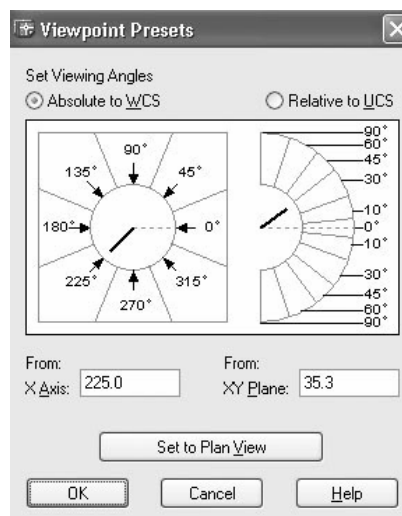 Viewpoint Presets
Set Viewing Angles
Absolute to WCS
Relative to UCS
90°
135°
45°
180°
0°
225°
315°
270°
90°
60°
45°
30°
10°
0°
10°
30°
45°
60°
90°
From:
X Axis: 225.0
From:
XY Plane: 35.3
Set to Plan View
OK
Cancel
Help